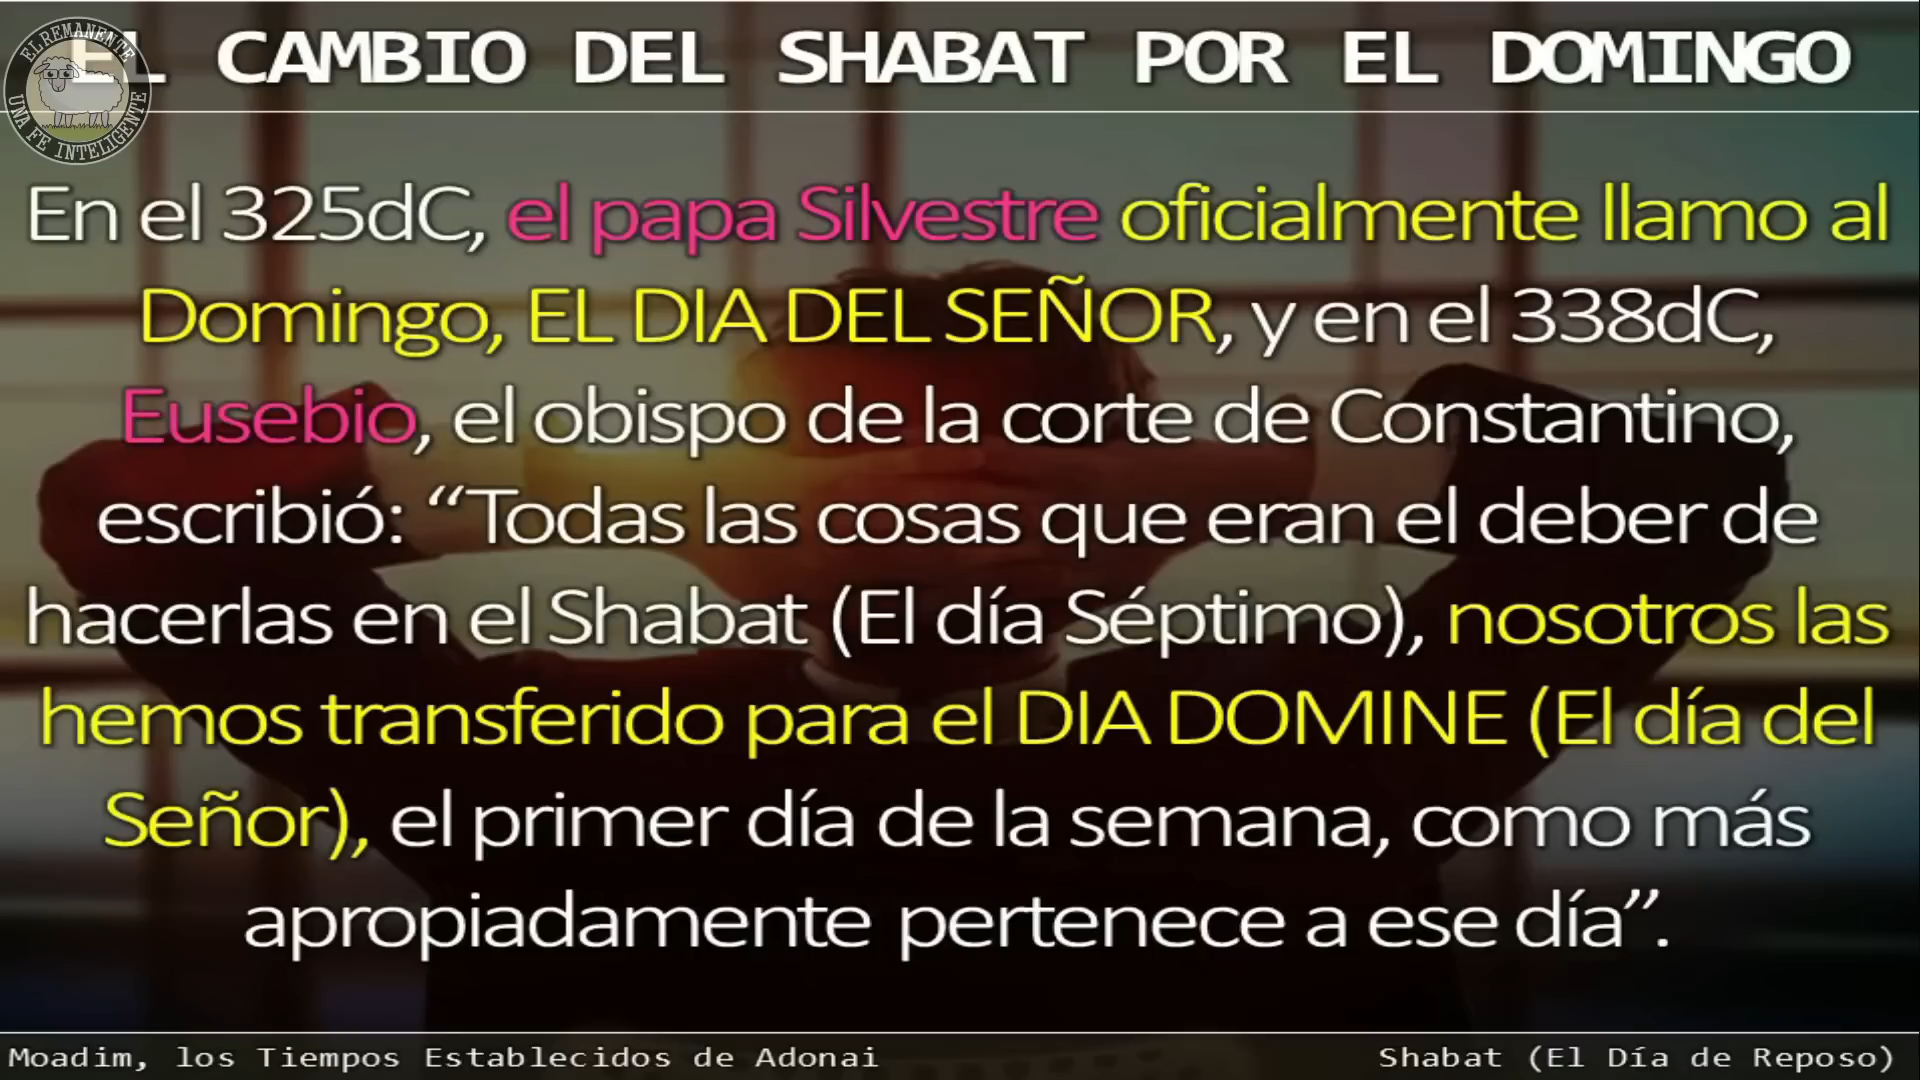 EL CAMBIO DEL SHABAT POR EL DOMINGO
ELREMANENTE
UNA FE INTELIGENTE
En el 325dC, el papa Silvestre oficialmente llamo al
Domingo, EL DIA DEL SEÑOR, y en el 338dC,
Eusebio, el obispo de la corte de Constantino,
escribió: “Todas las cosas que eran el deber de
hacerlas en el Shabat (El día Séptimo), nosotros las
hemos transferido para el DIA DOMINE (El día del
Señor), el primer día de la semana, como más
apropiadamente pertenece a ese día”.
Moadim, los Tiempos Establecidos de Adonai
Shabat (El Día de Reposo)